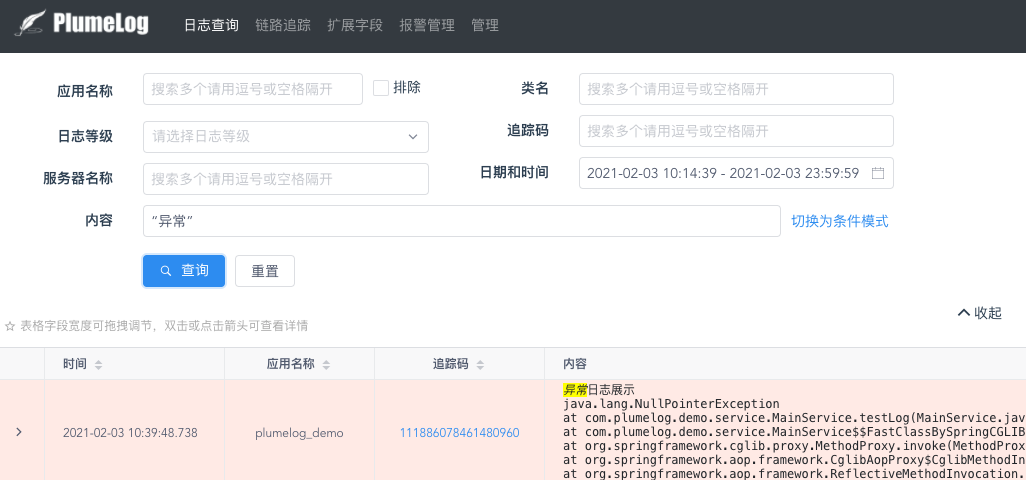 PlumeLog 日志查询 链路追踪 扩展字段 报警管理 管理
应用名称 搜索多个请用逗号或空格隔开 排除 类名 搜索多个请用逗号或空格隔开
日志等级 请选择日志等级 追踪码 搜索多个请用逗号或空格隔开
服务器名称 搜索多个请用逗号或空格隔开 日期和时间 2021-02-03 10:14:39 - 2021-02-03 23:59:59
内容 “异常” 切换为条件模式
查询 重置
收起
表格字段宽度可拖拽调节，双击或点击箭头可查看详情
时间 应用名称 追踪码 内容
2021-02-03 10:39:48.738 plumelog_demo 111886078461480960
异常日志展示
java.lang.NullPointerException
at com.plumelog.demo.service.MainService.testLog(MainService.jav
at com.plumelog.demo.service.MainService$$FastClassBySpringCGLIB
at org.springframework.cglib.proxy.MethodProxy.invoke(MethodProx
at org.springframework.aop.framework.CglibAopProxy$CglibMethodIn
at org.springframework.aop.framework.ReflectiveMethodInvocation.